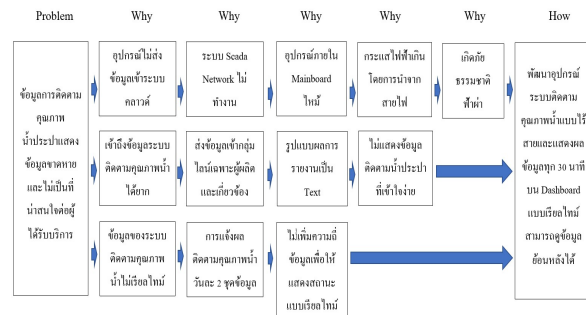 Problem
Why
Why
Why
Why
Why
How
ข้อมูลการติดตาม
คุณภาพ
น้ำประปาแสดง
ข้อมูลขาดหาย
และไม่เป็นที่
น่าสนใจต่อผู้
ได้รับบริการ
อุปกรณ์ไม่ส่ง
ข้อมูลเข้าระบบ
คลาวด์
ระบบ Scada
Network ไม่
ทำงาน
อุปกรณ์ภายใน
Mainboard
ไหม้
กระแสไฟฟ้าเกิน
โดยการนำจาก
สายไฟ
เกิดภัย
ธรรมชาติ
ฟ้าผ่า
เข้าถึงข้อมูลระบบ
ติดตามคุณภาพน้ำ
ได้ยาก
ส่งข้อมูลเข้ากลุ่ม
ไลน์เฉพาะผู้ผลิต
และเกี่ยวข้อง
รูปแบบผลการ
รายงานเป็น
Text
ไม่แสดงข้อมูล
ติดตามน้ำประปา
ที่เข้าใจง่าย
ข้อมูลของระบบ
ติดตามคุณภาพ
น้ำไม่เรียลไทม์
การแจ้งผล
ติดตามคุณภาพน้ำ
วันละ 2 ชุดข้อมูล
ไม่เพิ่มความถี่
ข้อมูลเพื่อให้
แสดงสถานะ
แบบเรียลไทม์
พัฒนาอุปกรณ์
ระบบติดตาม
คุณภาพน้ำแบบไร้
สายและแสดงผล
ข้อมูลทุก 30 นาที
บน Dashboard
แบบเรียลไทม์
สามารถดูข้อมูล
ย้อนหลังได้